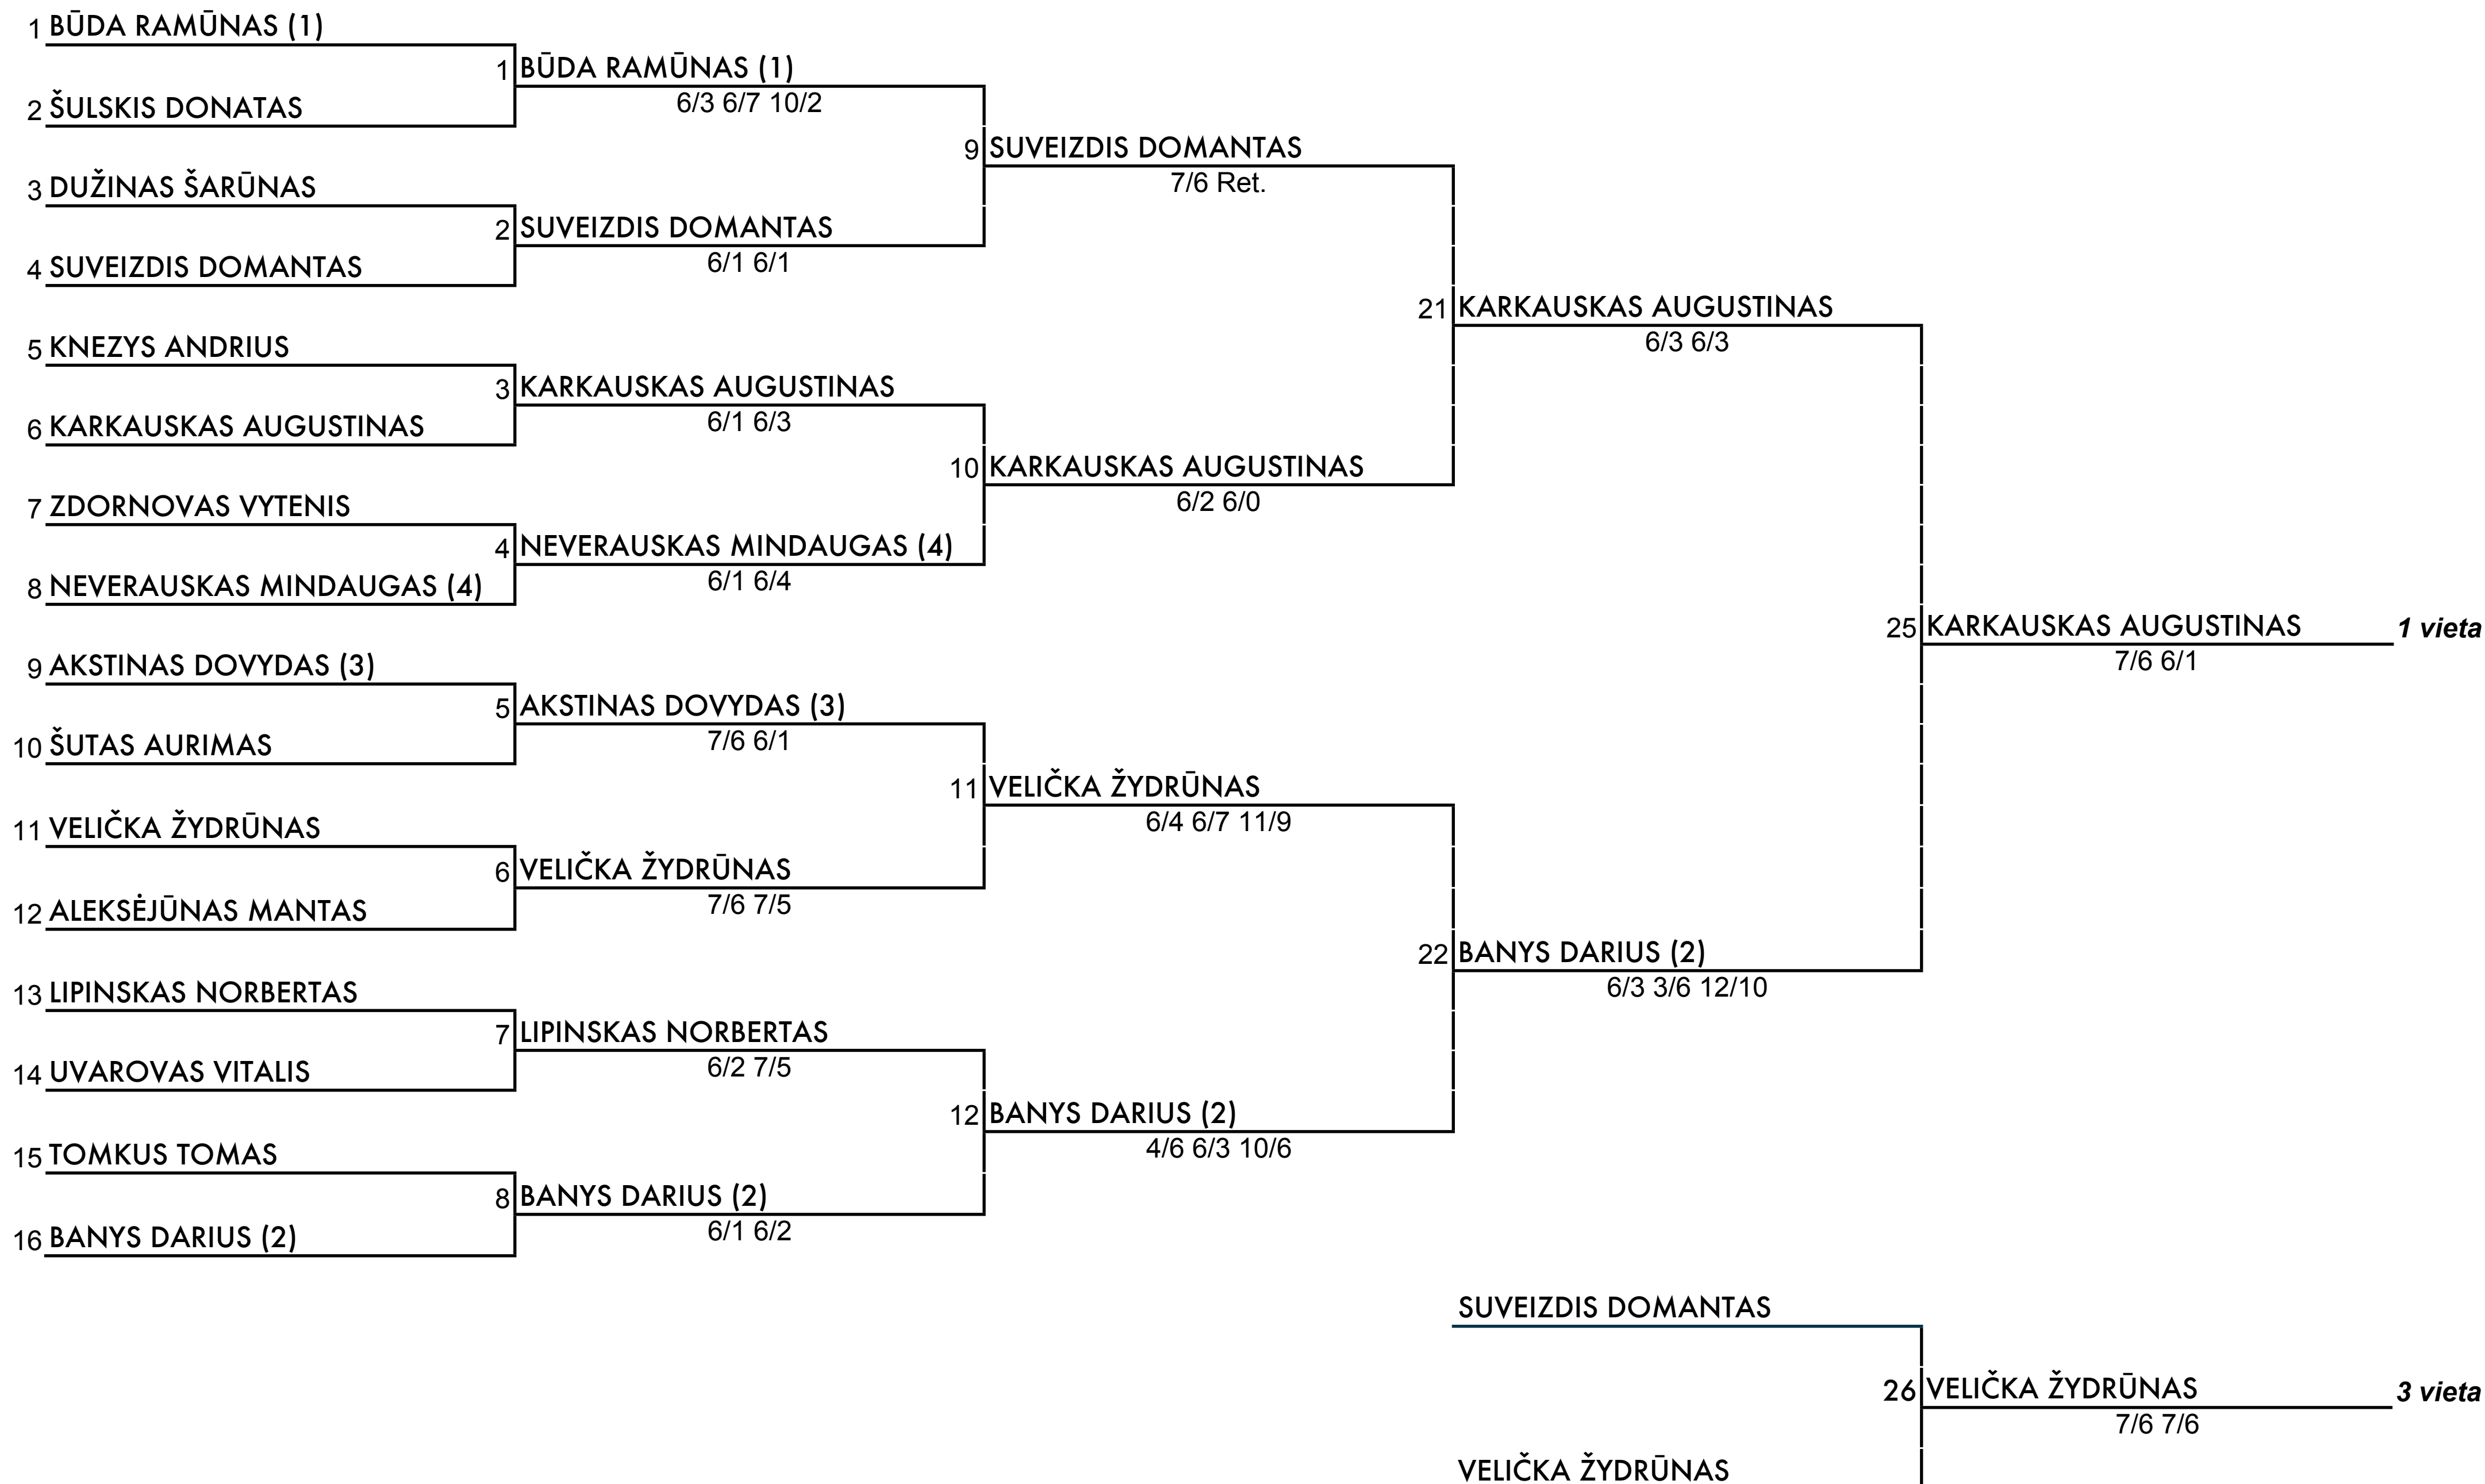 1 BŪDA RAMŪNAS (1)
1 BŪDA RAMŪNAS (1)
6/3 6/7 10/2
2 ŠULSKIS DONATAS
9 SUVEIZDIS DOMANTAS
7/6 Ret.
3 DUŽINAS ŠARŪNAS
2 SUVEIZDIS DOMANTAS
6/1 6/1
4 SUVEIZDIS DOMANTAS
21 KARKAUSKAS AUGUSTINAS
6/3 6/3
5 KNEZYS ANDRIUS
3 KARKAUSKAS AUGUSTINAS
6/1 6/3
6 KARKAUSKAS AUGUSTINAS
10 KARKAUSKAS AUGUSTINAS
6/2 6/0
7 ZDORNOVAS VYTENIS
4 NEVERAUSKAS MINDAUGAS (4)
6/1 6/4
8 NEVERAUSKAS MINDAUGAS (4)
25 KARKAUSKAS AUGUSTINAS 1 vieta
7/6 6/1
9 AKSTINAS DOVYDAS (3)
5 AKSTINAS DOVYDAS (3)
7/6 6/1
10 ŠUTAS AURIMAS
11 VELIČKA ŽYDRŪNAS
6/4 6/7 11/9
11 VELIČKA ŽYDRŪNAS
6 VELIČKA ŽYDRŪNAS
7/6 7/5
12 ALEKSĖJŪNAS MANTAS
22 BANYS DARIUS (2)
6/3 3/6 12/10
13 LIPINSKAS NORBERTAS
7 LIPINSKAS NORBERTAS
6/2 7/5
14 UVAROVAS VITALIS
12 BANYS DARIUS (2)
4/6 6/3 10/6
15 TOMKUS TOMAS
8 BANYS DARIUS (2)
6/1 6/2
16 BANYS DARIUS (2)
SUVEIZDIS DOMANTAS
26 VELIČKA ŽYDRŪNAS 3 vieta
7/6 7/6
VELIČKA ŽYDRŪNAS